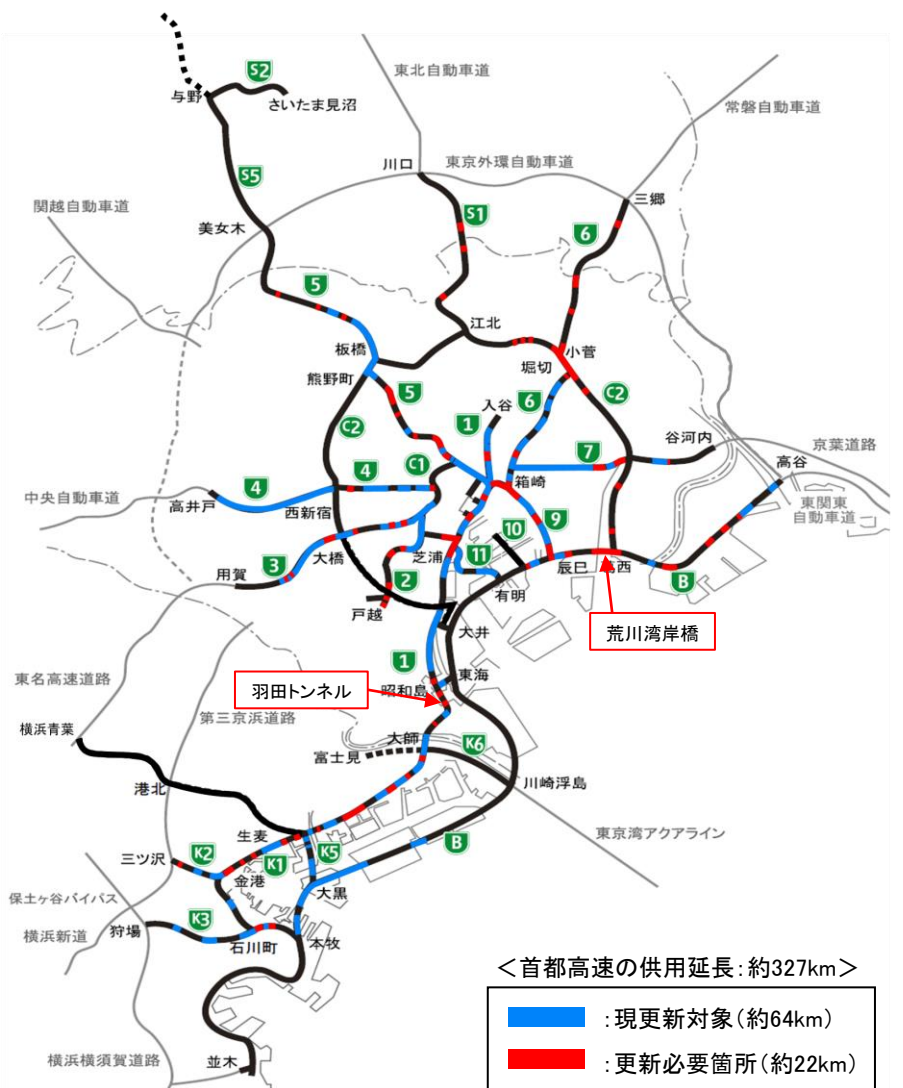 S2
東北自動車道
与野
さいたま見沼
常磐自動車道
川口
東京外環自動車道
S5
三郷
関越自動車道
S1
6
美女木
5
江北
板橋
小菅
堀切
熊野町
5
入谷
6
C2
1
C2
谷河内
京葉道路
7
高谷
C1
4
箱崎
中央自動車道
4
東関東
自動車道
高井戸
西新宿
10
9
大橋
芝浦
11
辰巳
葛西
3
B
用賀
2
有明
戸越
荒川湾岸橋
大井
1
東海
東名高速道路
羽田トンネル
昭和島
第三京浜道路
横浜青葉
大師
K6
富士見
川崎浮島
港北
生麦
東京湾アクアライン
B
三ツ沢
K2
K1
K5
金港
大黒
保土ヶ谷バイパス
K3
狩場
横浜新道
石川町
本牧
<首都高速の供用延長:約327km>
:現更新対象(約64km)
:更新必要箇所(約22km)
横浜横須賀道路
並木